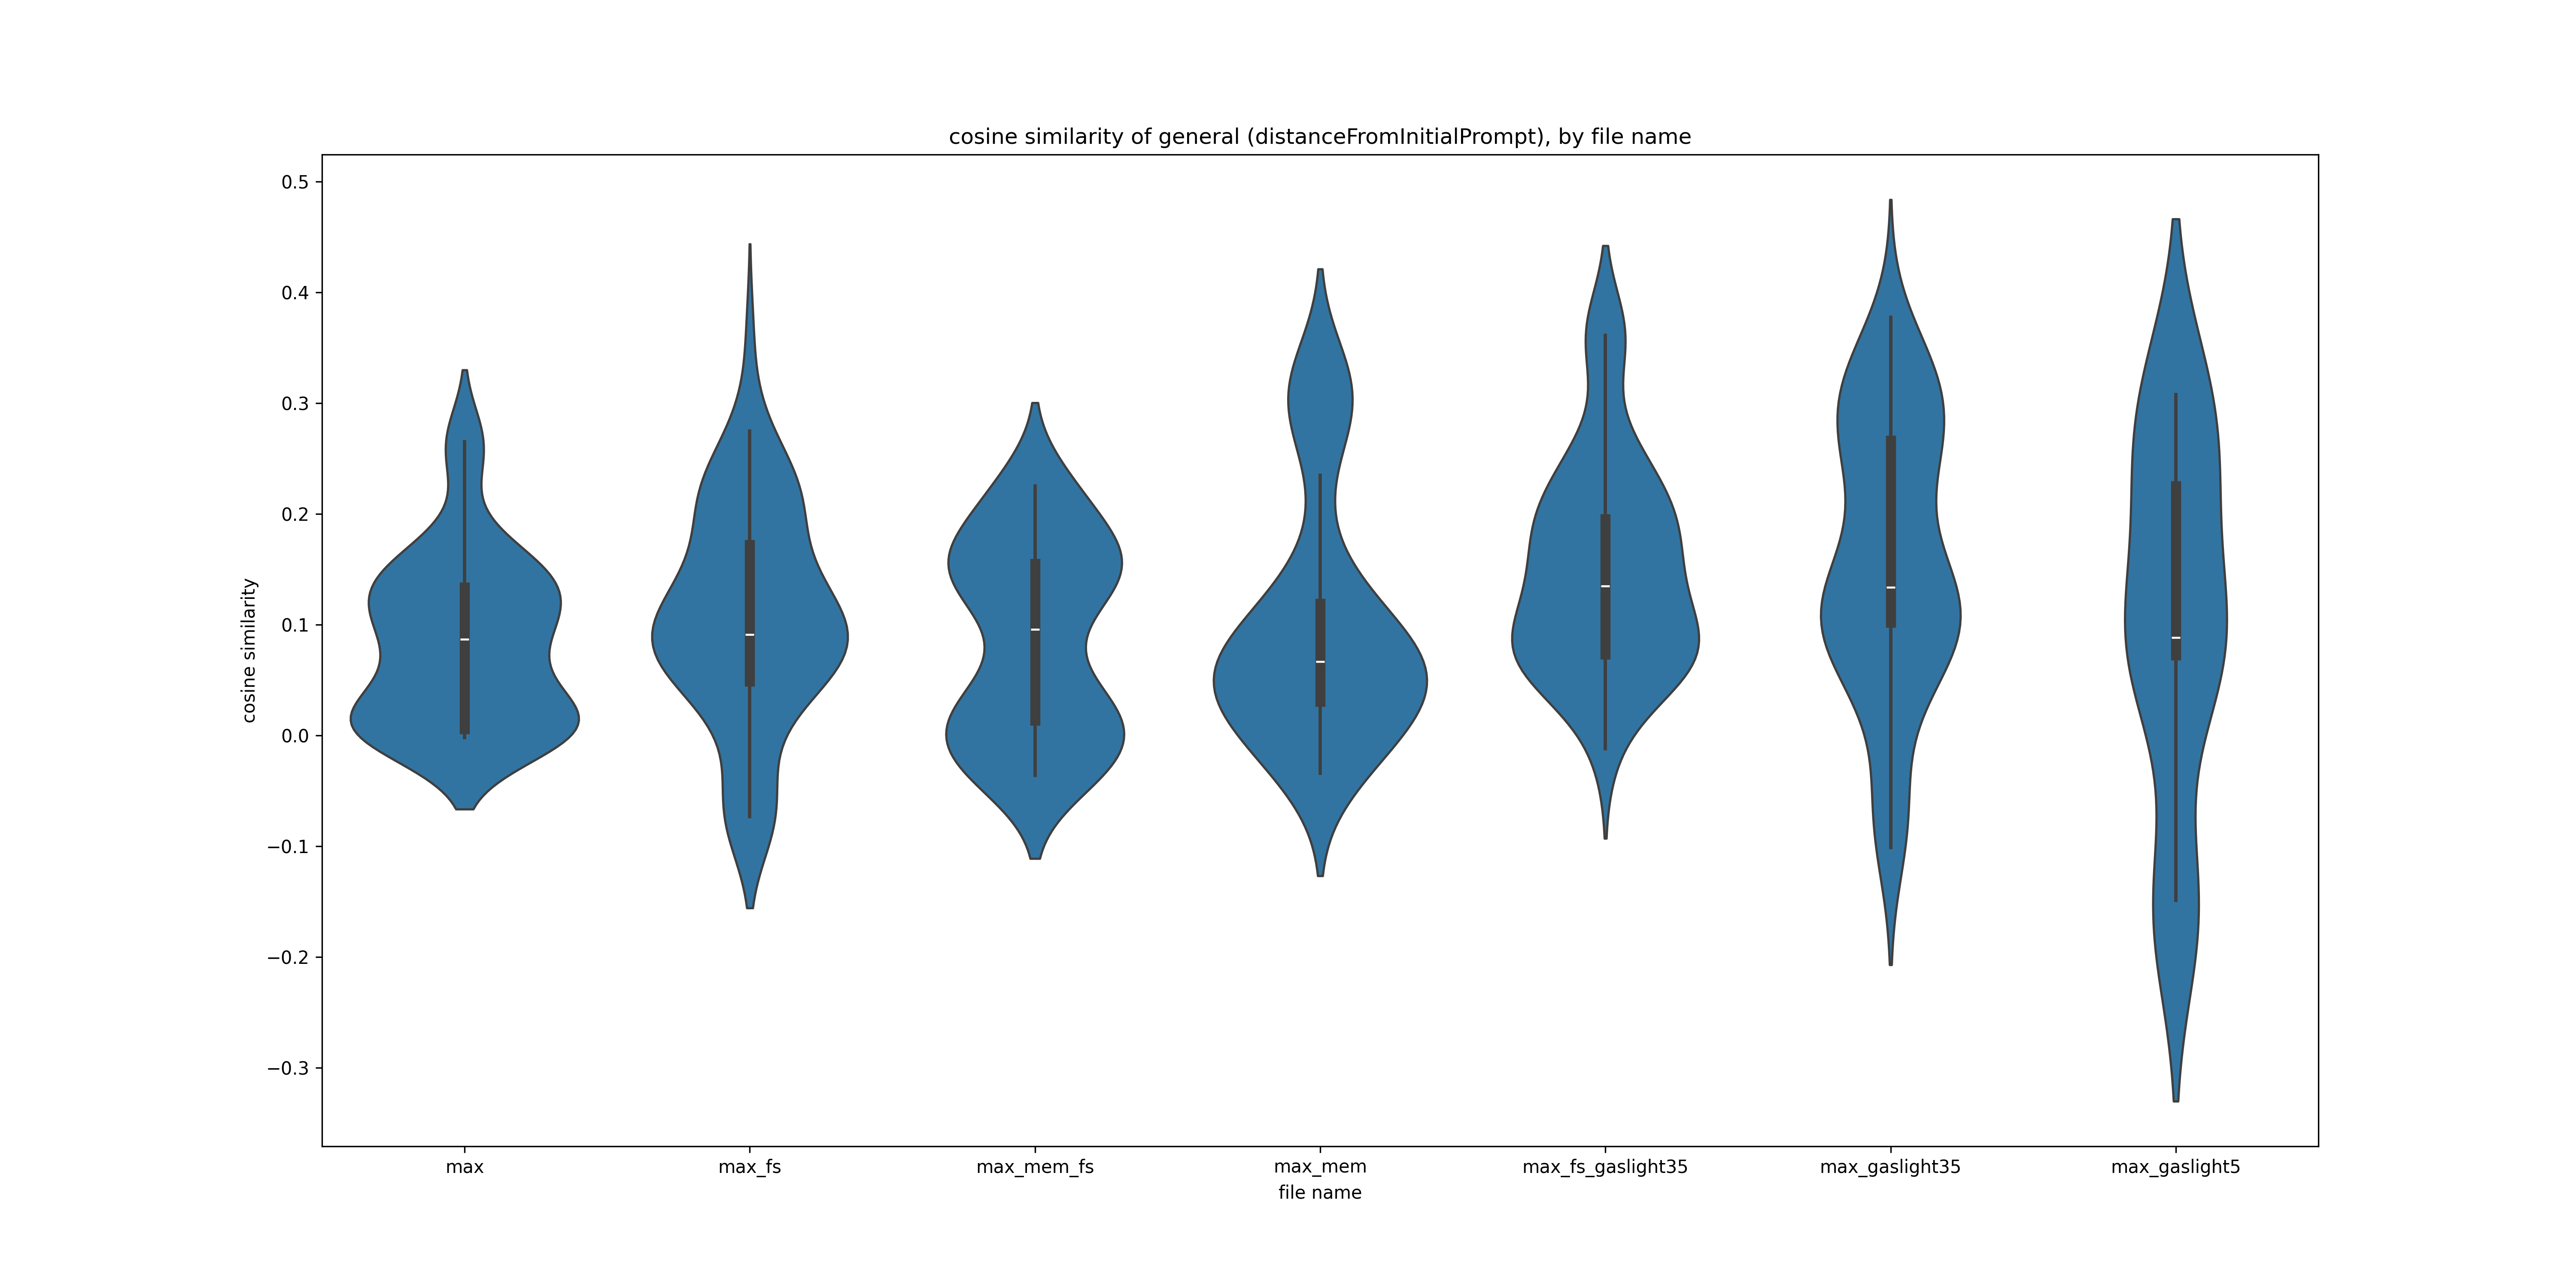 cosine similarity of general (distanceFromInitialPrompt), by file name
cosine similarity
0.5
0.4
0.3
0.2
0.1
0.0
−0.1
−0.2
−0.3
max max_fs max_mem_fs max_mem max_fs_gaslight35 max_gaslight35 max_gaslight5
file name